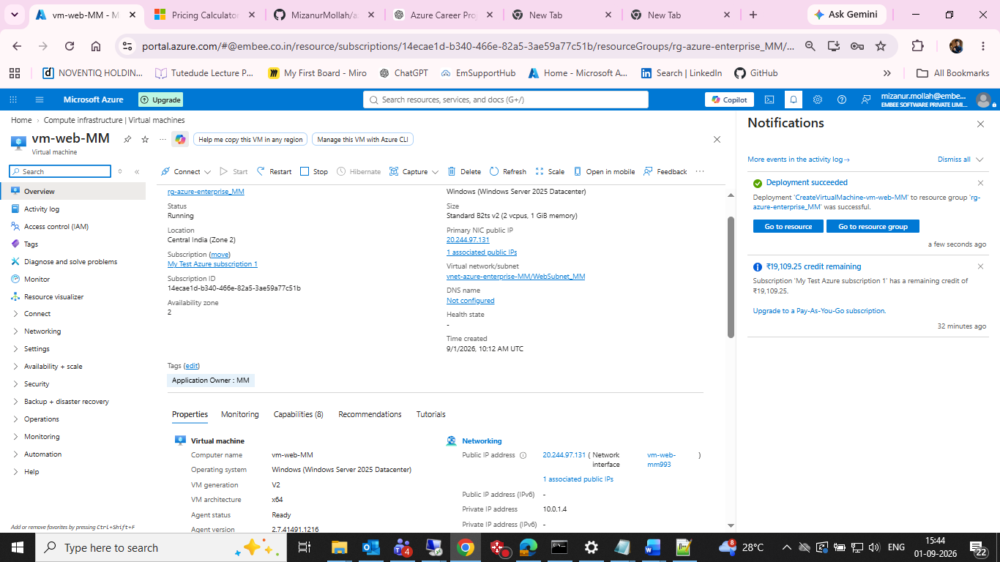 vm-web-MM - M
Pricing Calculator
MizanurMollah/a
Azure Career Pro
New Tab
New Tab
Ask Gemini
portal.azure.com/#@embee.co.in/resource/subscriptions/14ecae1d-b340-466e-82a5-3ae59a77c51b/resourceGroups/rg-azure-enterprise_MM/...
NOVENTIQ HOLDIN...
Tutedude Lecture P...
My First Board - Miro
ChatGPT
EmSupportHub
Home - Microsoft A...
Search | LinkedIn
GitHub
All Bookmarks
Microsoft Azure
Upgrade
Search resources, services, and docs (G+/)
Copilot
mizanur.mollah@embe...
EMBEE SOFTWARE PRIVATE LIMI...
Home > Compute infrastructure | Virtual machines
vm-web-MM
Virtual machine
Help me copy this VM in any region
Manage this VM with Azure CLI
Search
Connect
Start
Restart
Stop
Hibernate
Capture
Delete
Refresh
Scale
Open in mobile
Feedback
Overview
Activity log
Access control (IAM)
Tags
Diagnose and solve problems
Monitor
Resource visualizer
Connect
Networking
Settings
Availability + scale
Security
Backup + disaster recovery
Operations
Monitoring
Automation
Help
Add or remove favorites by pressing Ctrl+Shift+F
rg-azure-enterprise_MM
Status
Running
Location
Central India (Zone 2)
Subscription (move)
My Test Azure subscription 1
Subscription ID
14ecae1d-b340-466e-82a5-3ae59a77c51b
Availability zone
2
Windows (Windows Server 2025 Datacenter)
Size
Standard B2ts v2 (2 vcpus, 1 GiB memory)
Primary NIC public IP
20.244.97.131
1 associated public IPs
Virtual network/subnet
vnet-azure-enterprise-MM/WebSubnet_MM
DNS name
Not configured
Health state
-
Time created
9/1/2026, 10:12 AM UTC
Tags (edit)
Application Owner : MM
Properties
Monitoring
Capabilities (8)
Recommendations
Tutorials
Virtual machine
Computer name vm-web-MM
Operating system Windows (Windows Server 2025 Datacenter)
VM generation V2
VM architecture x64
Agent status Ready
Agent version 2.7.41491.1216
Networking
Public IP address 20.244.97.131 ( Network interface vm-web-mm993 )
1 associated public IPs
Public IP address (IPv6) -
Private IP address 10.0.1.4
Private IP address (IPv6) -
Notifications
More events in the activity log →
Dismiss all
Deployment succeeded
Deployment 'CreateVirtualMachine-vm-web-MM' to resource group 'rg-
azure-enterprise_MM' was successful.
Go to resource
Go to resource group
a few seconds ago
₹19,109.25 credit remaining
Subscription 'My Test Azure subscription 1' has a remaining credit of
₹19,109.25.
Upgrade to a Pay-As-You-Go subscription.
32 minutes ago
Type here to search
4
8
28°C
ENG
15:44
01-09-2026
22